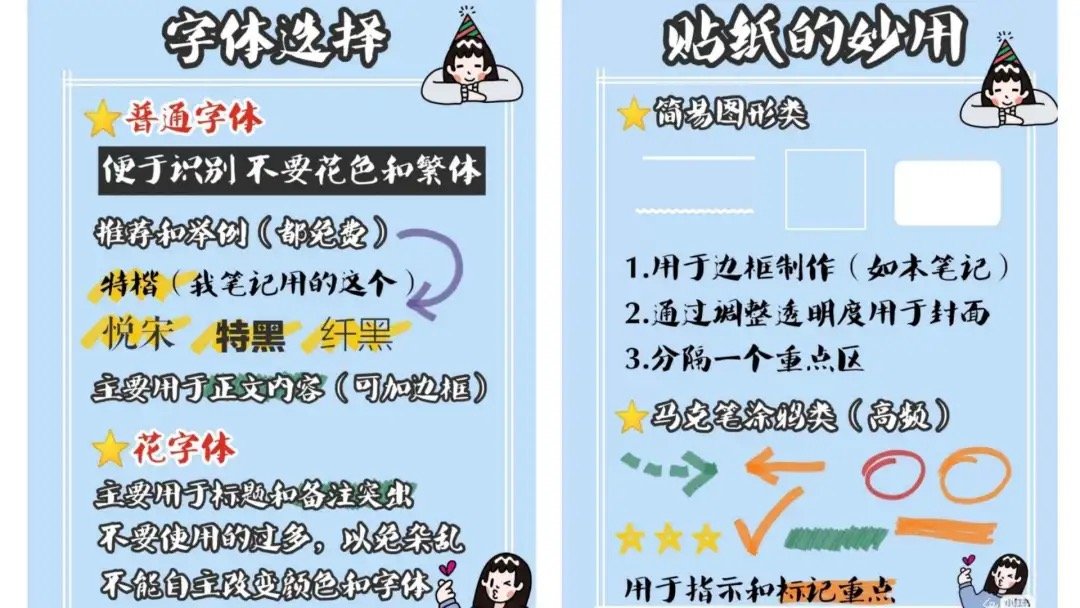 字体选择
普通字体
便于识别 不要花色和繁体
推荐和举例（都免费）
特楷（我笔记用的这个）
悦宋 特黑 纤黑
主要用于正文内容（可加边框）
花字体
主要用于标题和备注突出
不要使用的过多，以免杂乱
不能自主改变颜色和字体
贴纸的妙用
简易图形类
1.用于边框制作（如本笔记）
2.通过调整透明度用于封面
3.分隔一个重点区
马克笔涂鸦类（高频）
用于指示和标记重点